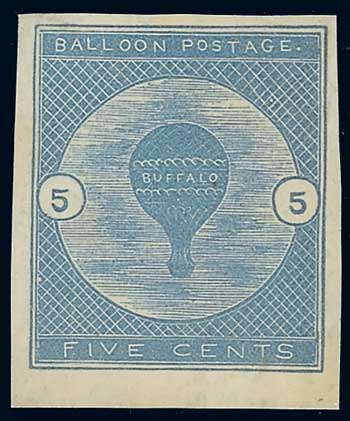 BALLOON POSTAGE.
BUFFALO
5 5
FIVE CENTS